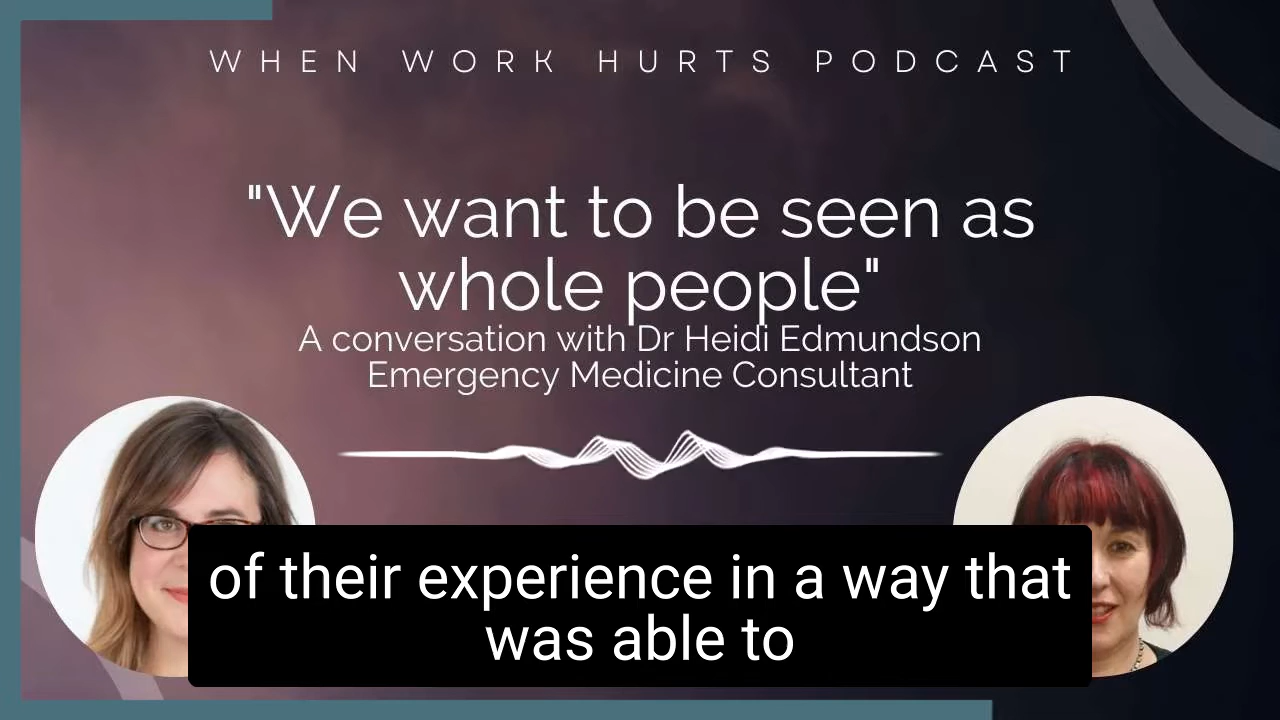 WHEN WORK HURTS PODCAST
"We want to be seen as
whole people"
A conversation with Dr Heidi Edmundson
Emergency Medicine Consultant
of their experience in a way that
was able to